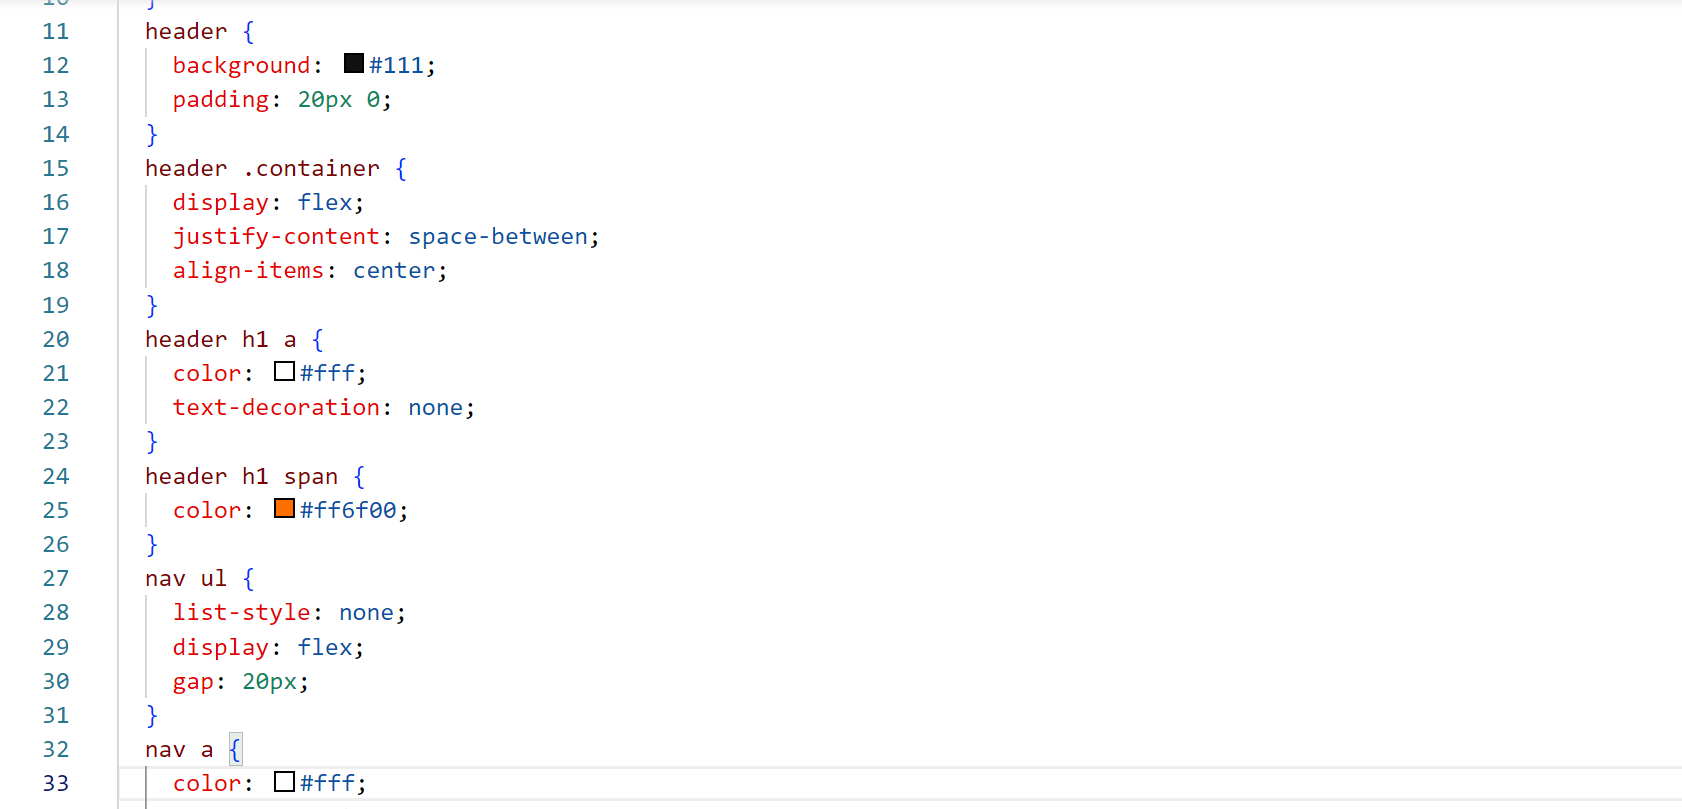 10 }
11 header {
12 background: #111;
13 padding: 20px 0;
14 }
15 header .container {
16 display: flex;
17 justify-content: space-between;
18 align-items: center;
19 }
20 header h1 a {
21 color: #fff;
22 text-decoration: none;
23 }
24 header h1 span {
25 color: #ff6f00;
26 }
27 nav ul {
28 list-style: none;
29 display: flex;
30 gap: 20px;
31 }
32 nav a {
33 color: #fff;